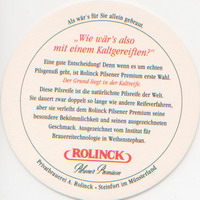 Als wär's für Sie allein gebraut.
„Wie wär's also
mit einem Kaltgereiften?"
Eine gute Entscheidung! Denn wenn es um echten
Pilsgenuß geht, ist Rolinck Pilsener Premium erste Wahl.
Der Grund liegt in der Kaltreife.
Diese Pilsreife ist die natürlichste Pilsreife der Welt.
Sie dauert zwar doppelt so lange wie andere Reifeverfahren,
aber sie verleiht dem Rolinck Pilsener Premium seine
besondere Bekömmlichkeit und seinen ausgezeichneten
Geschmack. Ausgezeichnet vom Institut für
Brauereitechnologie in Weihenstephan.
ROLINCK
Pilsener Premium
Privatbrauerei A. Rolinck - Steinfurt im Münsterland